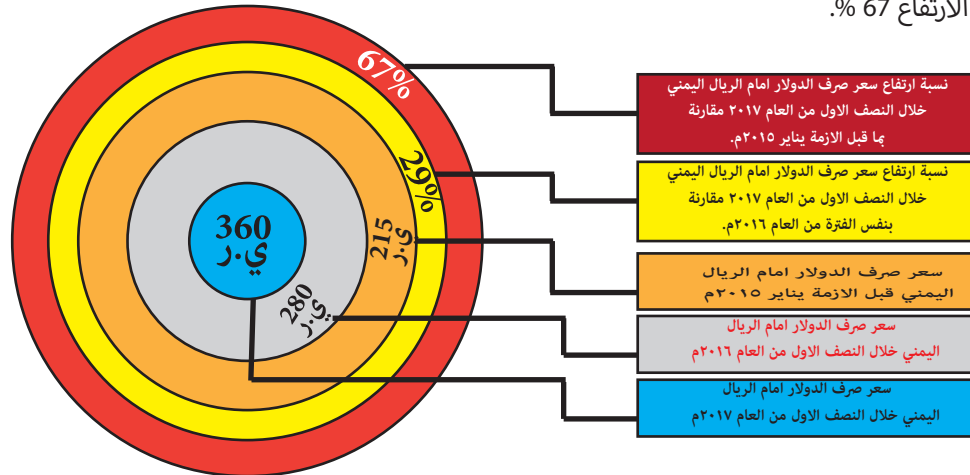 الارتفاع 67 %.
67%
29%
215
ي.ر
280
ي.ر
360
ي.ر
نسبة ارتفاع سعر صرف الدولار امام الريال اليمني
خلال النصف الاول من العام ٢٠١٧ مقارنة
بما قبل الازمة يناير ٢٠١٥م.
نسبة ارتفاع سعر صرف الدولار امام الريال اليمني
خلال النصف الاول من العام ٢٠١٧ مقارنة
بنفس الفترة من العام ٢٠١٦م.
سعر صرف الدولار امام الريال
اليمني قبل الازمة يناير ٢٠١٥م
سعر صرف الدولار امام الريال
اليمني خلال النصف الاول من العام ٢٠١٦م
سعر صرف الدولار امام الريال
اليمني خلال النصف الاول من العام ٢٠١٧م